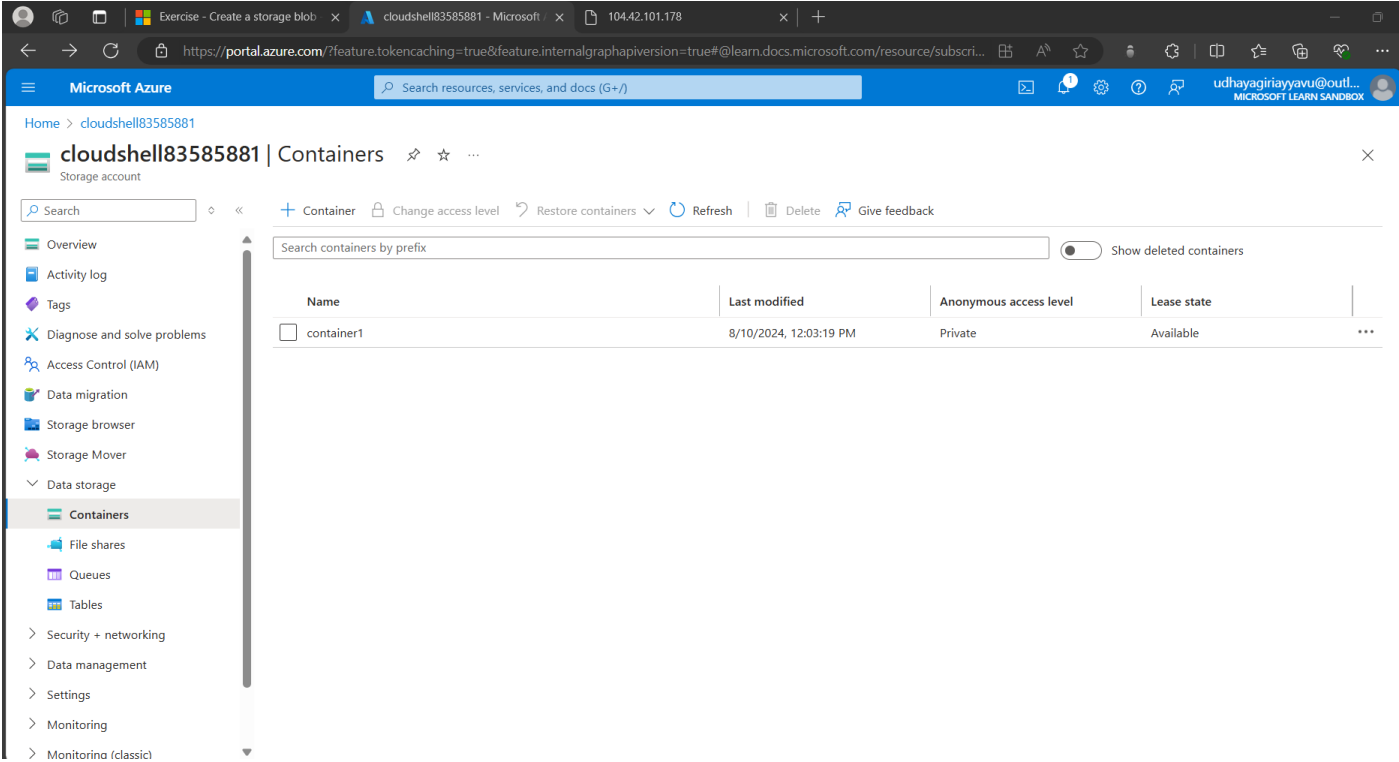 Exercise - Create a storage blob
cloudshell83585881 - Microsoft A
104.42.101.178
https://portal.azure.com/?feature.tokencaching=true&feature.internalgraphapiversion=true#@learn.docs.microsoft.com/resource/subscri...
Microsoft Azure
Search resources, services, and docs (G+/)
1
udhayagiriayyavu@outl...
MICROSOFT LEARN SANDBOX
Home > cloudshell83585881
cloudshell83585881 | Containers
Storage account
Search
+ Container Change access level Restore containers Refresh Delete Give feedback
Search containers by prefix
Show deleted containers
Name Last modified Anonymous access level Lease state
container1 8/10/2024, 12:03:19 PM Private Available
Overview
Activity log
Tags
Diagnose and solve problems
Access Control (IAM)
Data migration
Storage browser
Storage Mover
Data storage
Containers
File shares
Queues
Tables
Security + networking
Data management
Settings
Monitoring
Monitoring (classic)